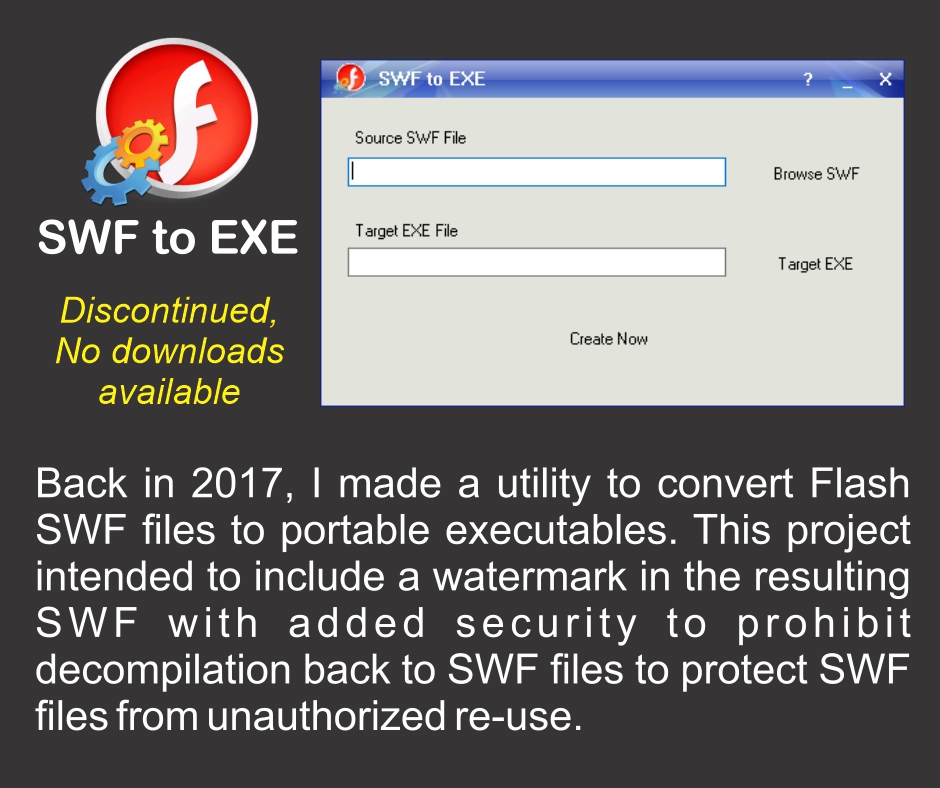 SWF to EXE
Discontinued,
No downloads
available
SWF to EXE
? _ X
Source SWF File
Browse SWF
Target EXE File
Target EXE
Create Now
Back in 2017, I made a utility to convert Flash
SWF files to portable executables. This project
intended to include a watermark in the resulting
SWF with added security to prohibit
decompilation back to SWF files to protect SWF
files from unauthorized re-use.